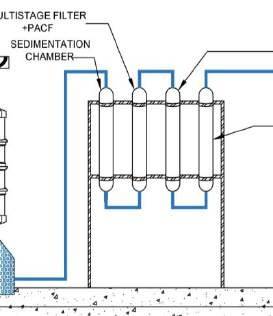 ULTISTAGE FILTER
+PACF
SEDIMENTATION
CHAMBER